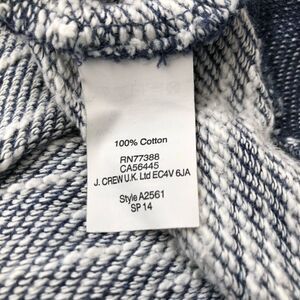 100% Cotton
RN77388
CA56445
J. CREW U.K. Ltd EC4V 6JA
Style A2561
SP 14